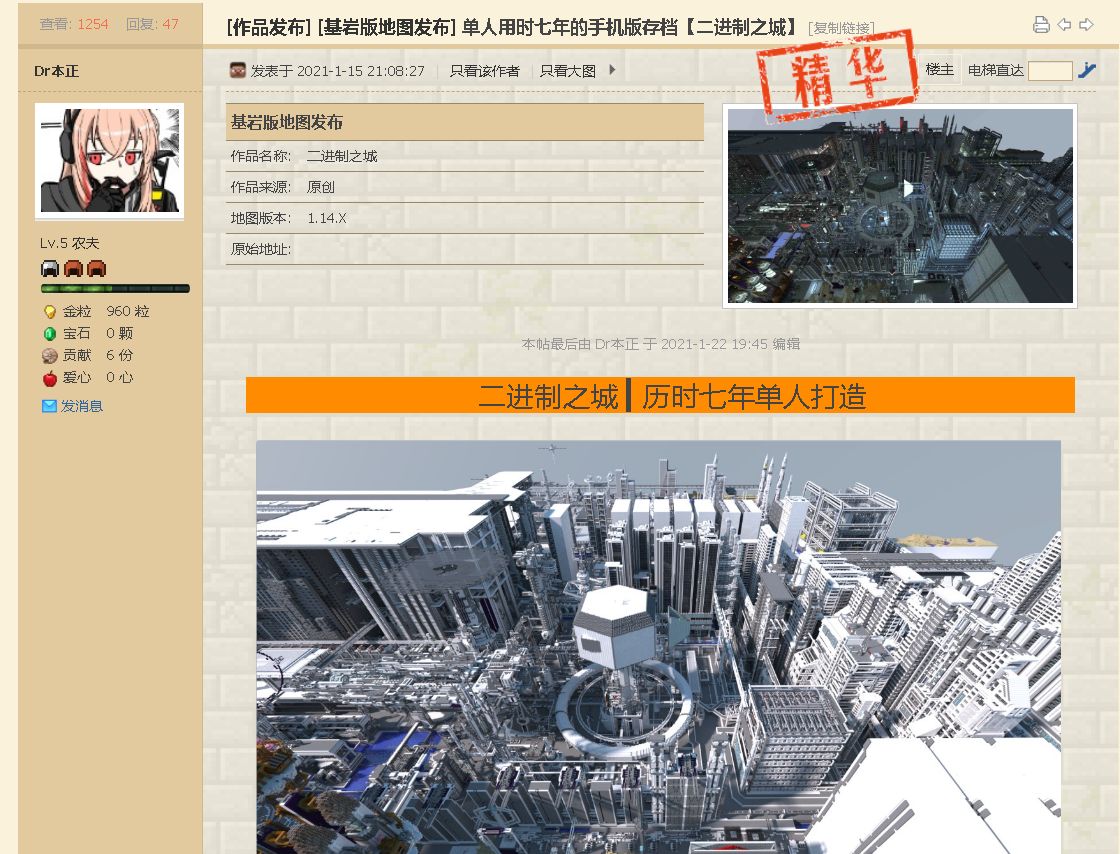 查看: 1254 回复: 47
[作品发布] [基岩版地图发布] 单人用时七年的手机版存档【二进制之城】 [复制链接]
Dr本正
发表于 2021-1-15 21:08:27 只看该作者 只看大图
精华
楼主 电梯直达
基岩版地图发布
作品名称: 二进制之城
作品来源: 原创
地图版本: 1.14.X
原始地址:
Lv.5 农夫
金粒 960 粒
宝石 0 颗
贡献 6 份
爱心 0 心
发消息
本帖最后由 Dr本正 于 2021-1-22 19:45 编辑
二进制之城┃历时七年单人打造